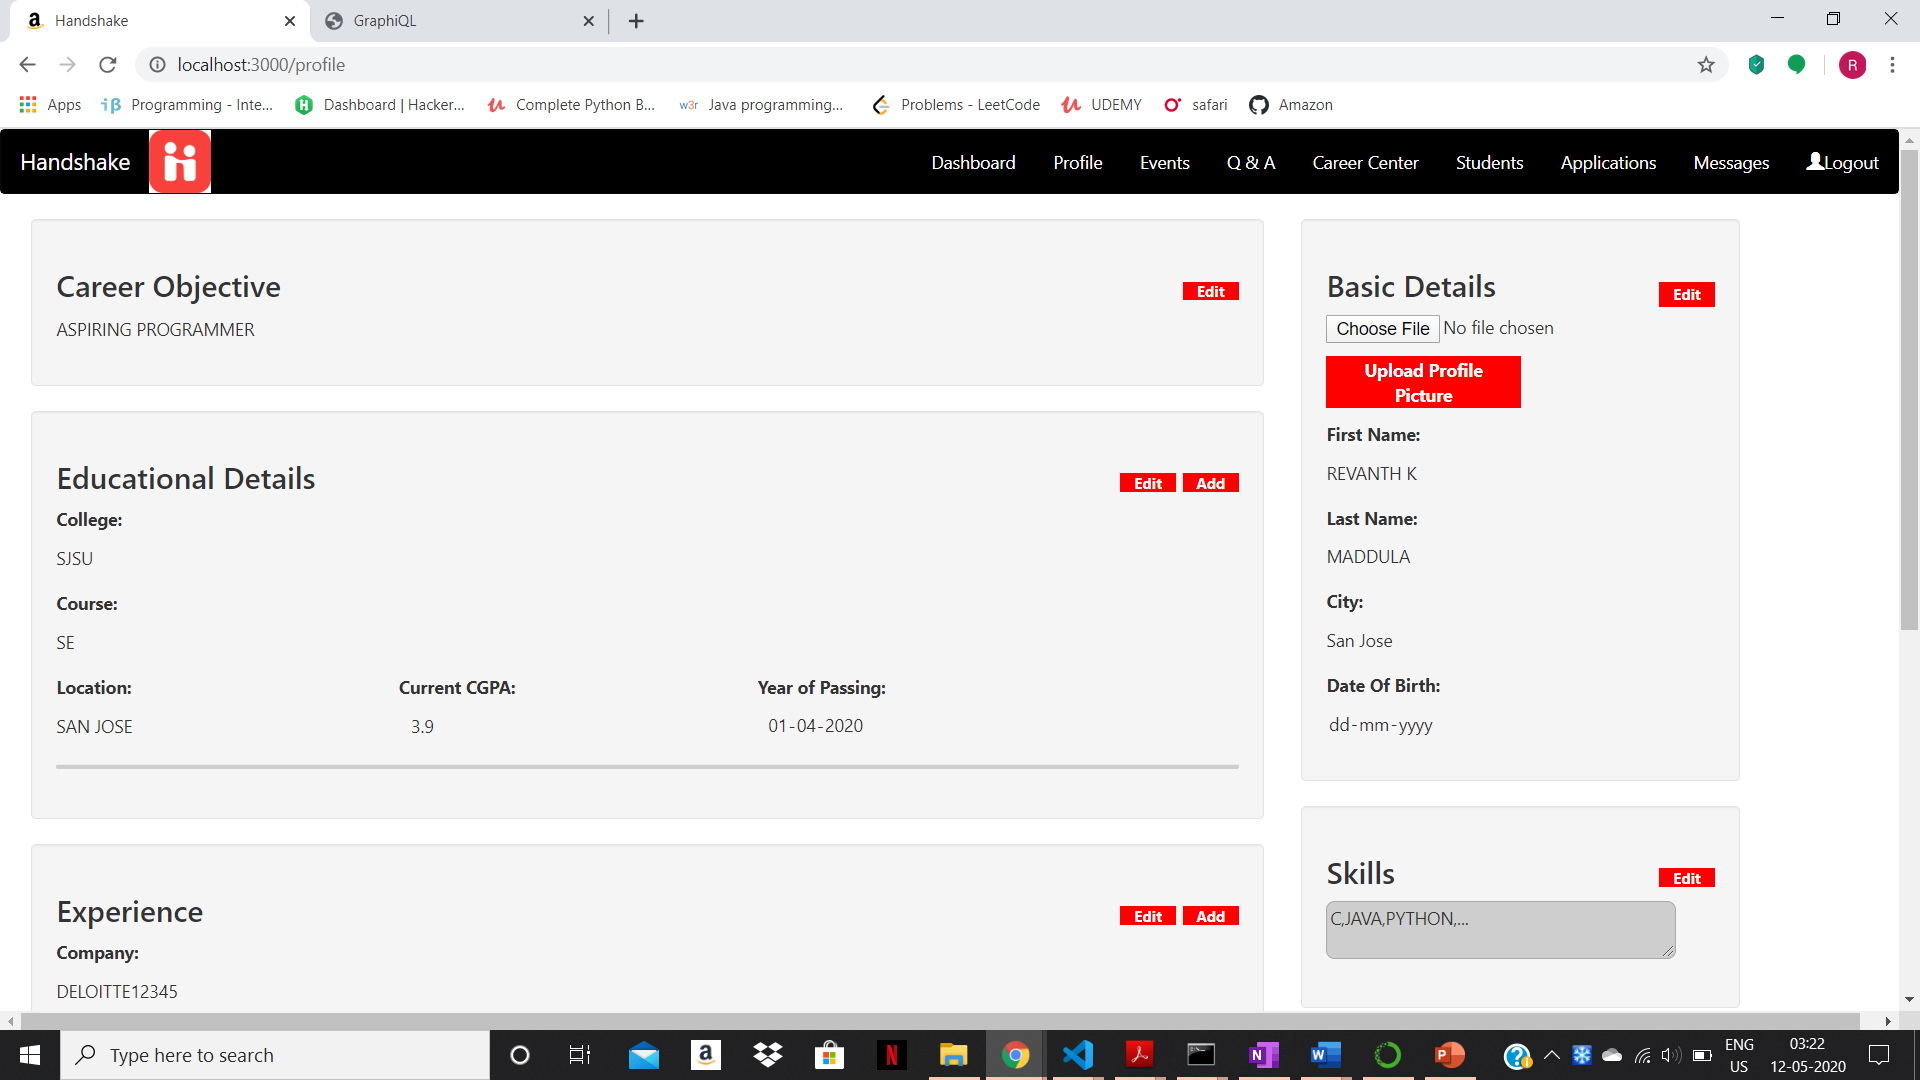 Handshake
GraphiQL
localhost:3000/profile
R
Apps
Programming - Inte...
Dashboard | Hacker...
Complete Python B...
w3r Java programming...
Problems - LeetCode
UDEMY
safari
Amazon
Handshake
Dashboard
Profile
Events
Q & A
Career Center
Students
Applications
Messages
Logout
Career Objective
Edit
ASPIRING PROGRAMMER
Educational Details
Edit
Add
College:
SJSU
Course:
SE
Location:
Current CGPA:
Year of Passing:
SAN JOSE
3.9
01-04-2020
Experience
Edit
Add
Company:
DELOITTE12345
Basic Details
Edit
Choose File No file chosen
Upload Profile
Picture
First Name:
REVANTH K
Last Name:
MADDULA
City:
San Jose
Date Of Birth:
dd-mm-yyyy
Skills
Edit
C,JAVA,PYTHON,...
Type here to search
ENG
US
03:22
12-05-2020